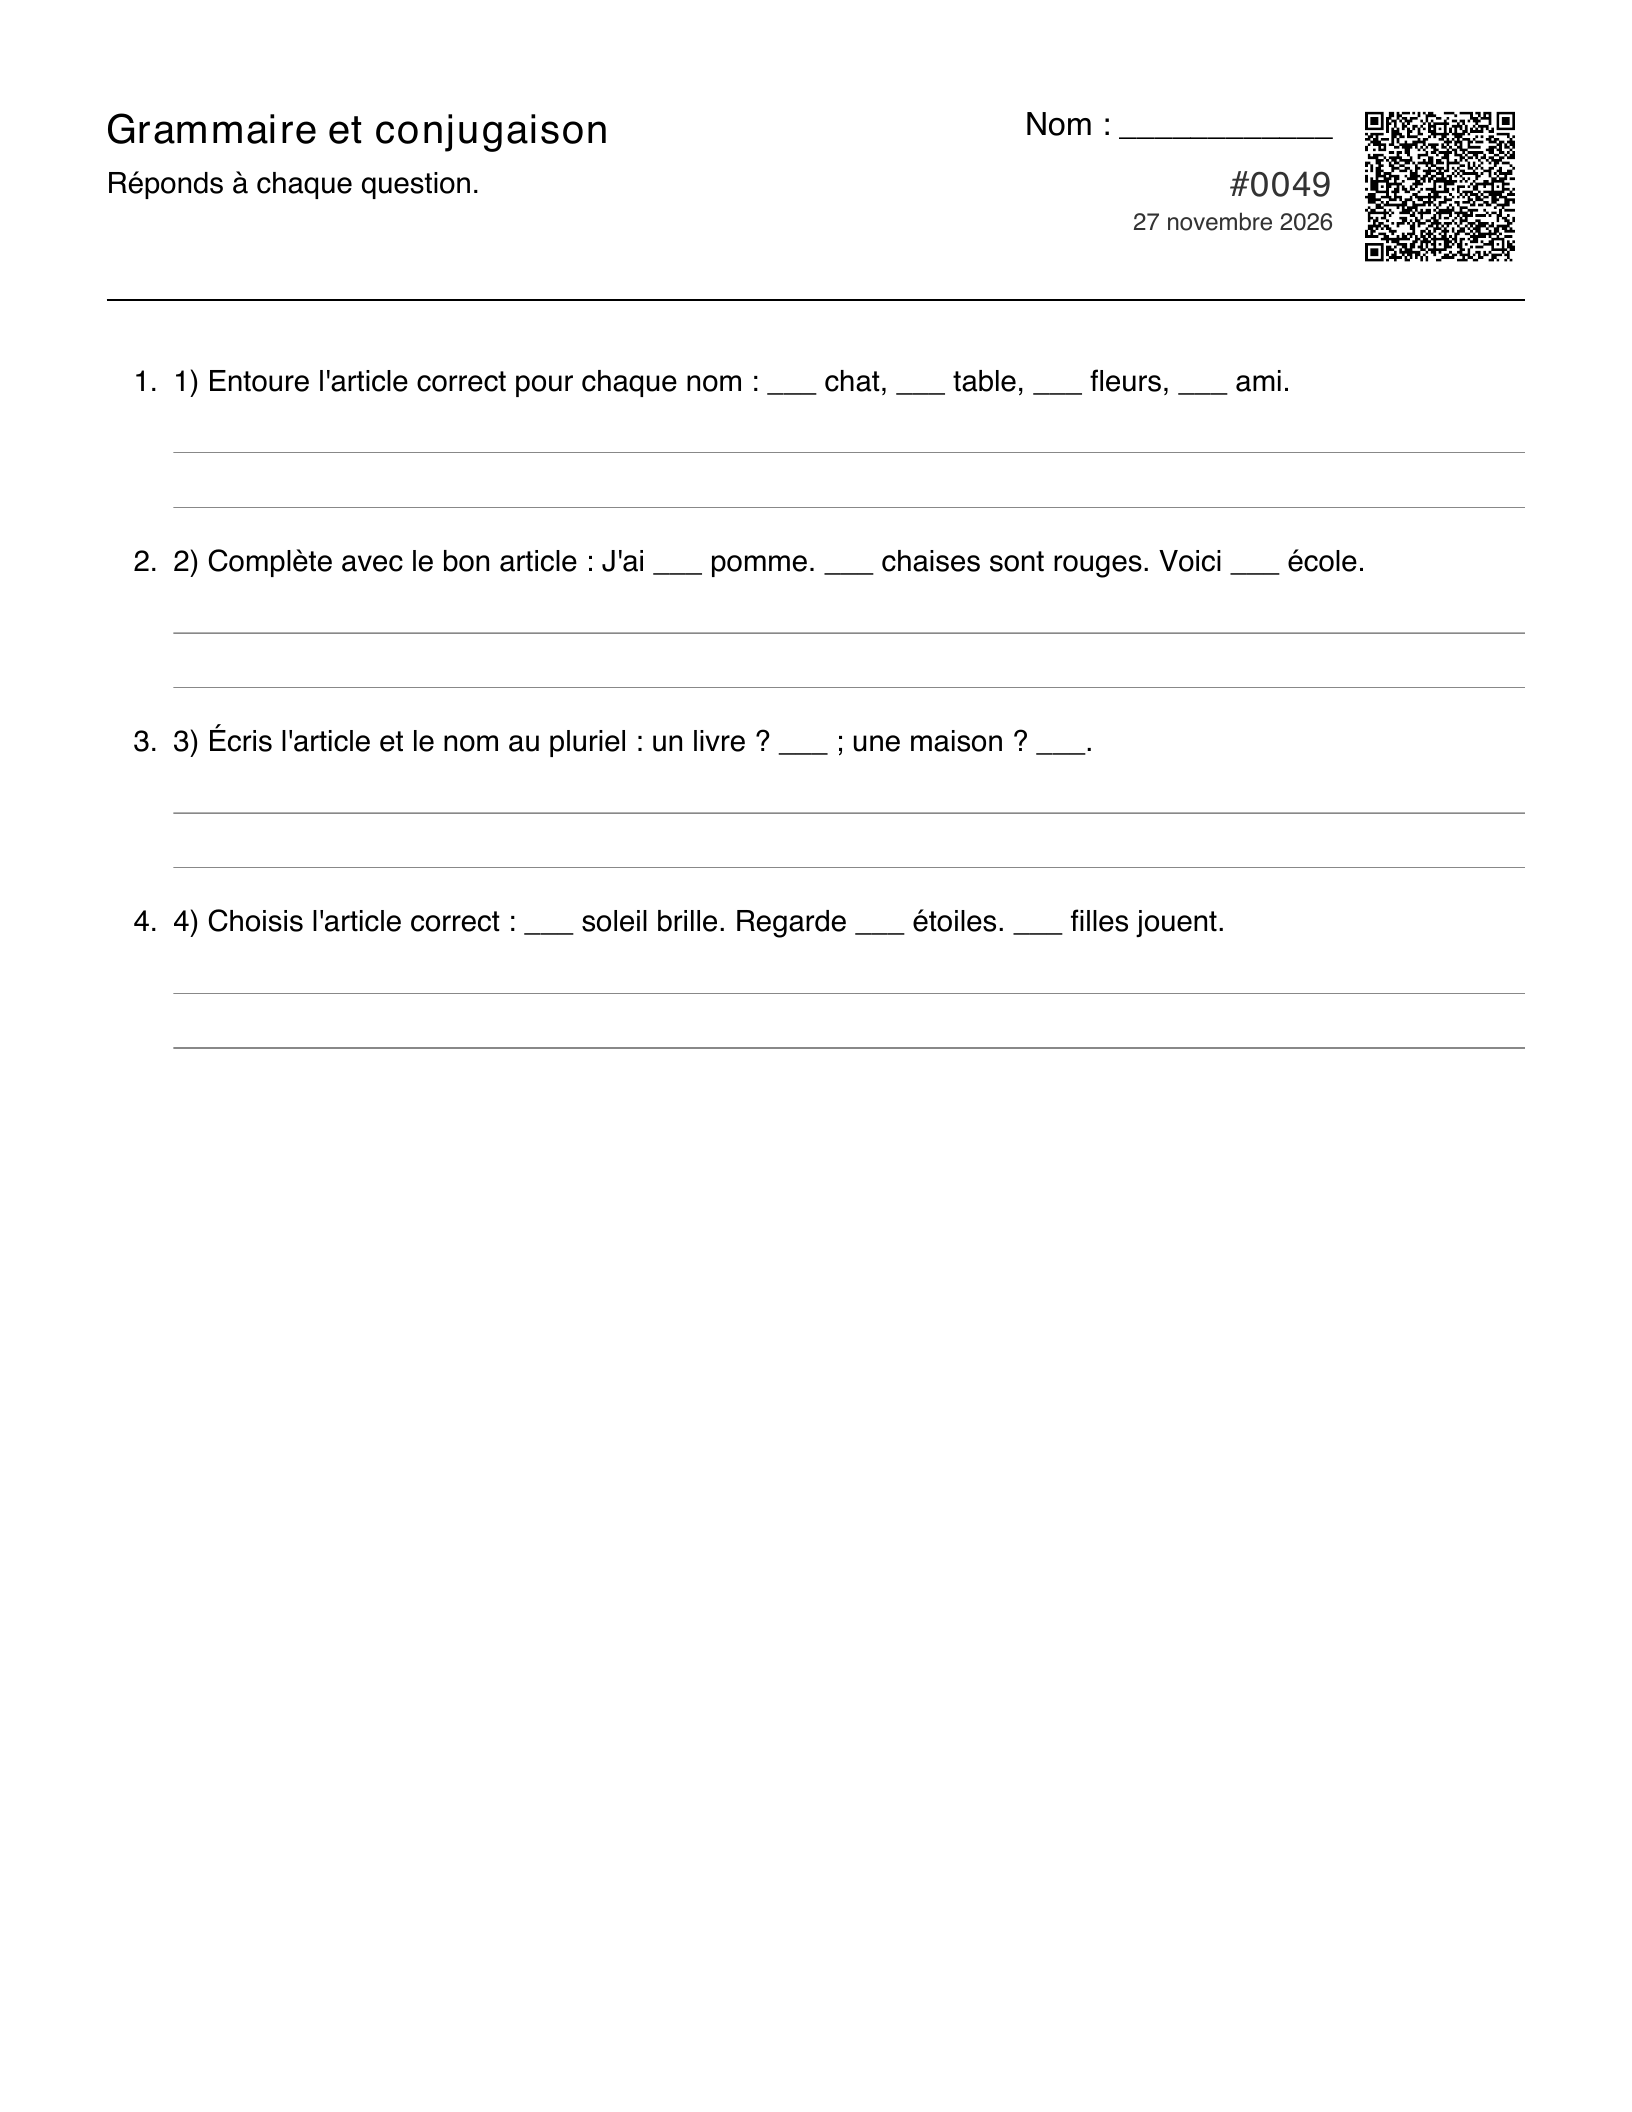 Grammaire et conjugaison
Réponds à chaque question.
Nom : _____________
#0049
27 novembre 2026
1. 1) Entoure l'article correct pour chaque nom : ___ chat, ___ table, ___ fleurs, ___ ami.
2. 2) Complète avec le bon article : J'ai ___ pomme. ___ chaises sont rouges. Voici ___ école.
3. 3) Écris l'article et le nom au pluriel : un livre ? ___ ; une maison ? ___.
4. 4) Choisis l'article correct : ___ soleil brille. Regarde ___ étoiles. ___ filles jouent.